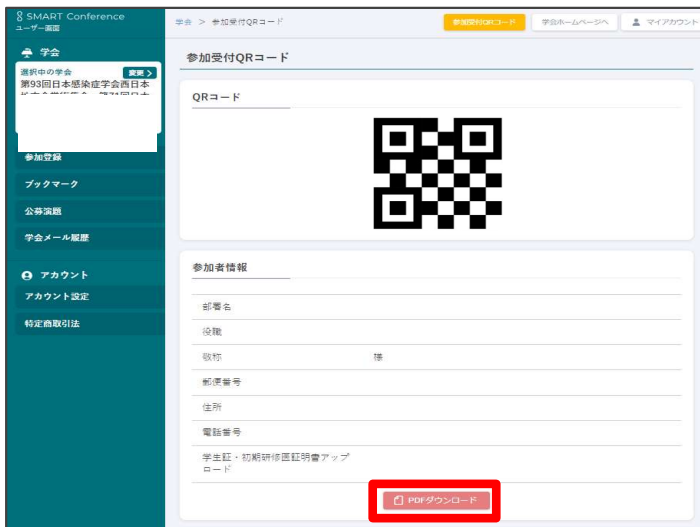 SMART Conference
ユーザー画面
学会 > 参加受付QRコード
参加受付QRコード
学会ホームページへ
マイアカウント
学会
選択中の学会
変更 >
第93回日本感染症学会西日本
参加登録
ブックマーク
公募演題
学会メール履歴
アカウント
アカウント設定
特定商取引法
参加受付QRコード
QRコード
参加者情報
部署名
役職
敬称 様
郵便番号
住所
電話番号
学生証・初期研修医証明書アップ
ロード
PDFダウンロード